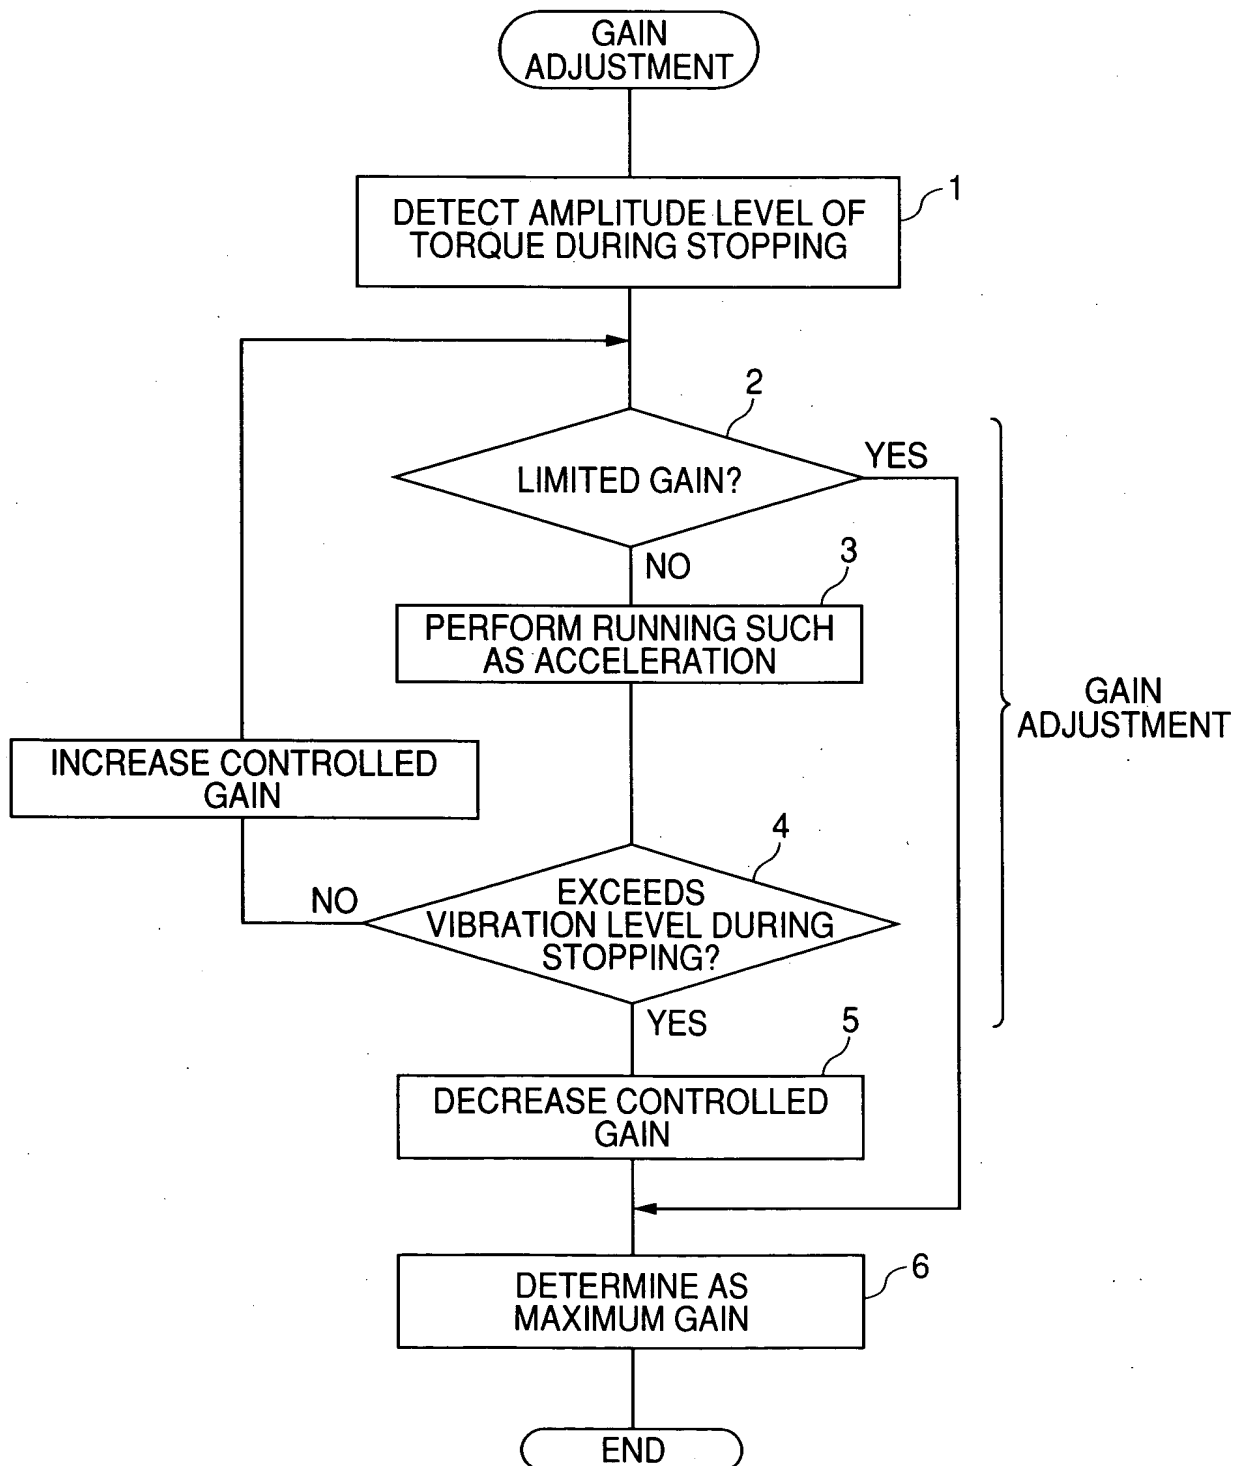 GAIN
ADJUSTMENT
1
DETECT AMPLITUDE LEVEL OF
TORQUE DURING STOPPING
2
LIMITED GAIN?
YES
NO
3
PERFORM RUNNING SUCH
AS ACCELERATION
GAIN
ADJUSTMENT
INCREASE CONTROLLED
GAIN
4
EXCEEDS
VIBRATION LEVEL DURING
STOPPING?
NO
YES
5
DECREASE CONTROLLED
GAIN
6
DETERMINE AS
MAXIMUM GAIN
END